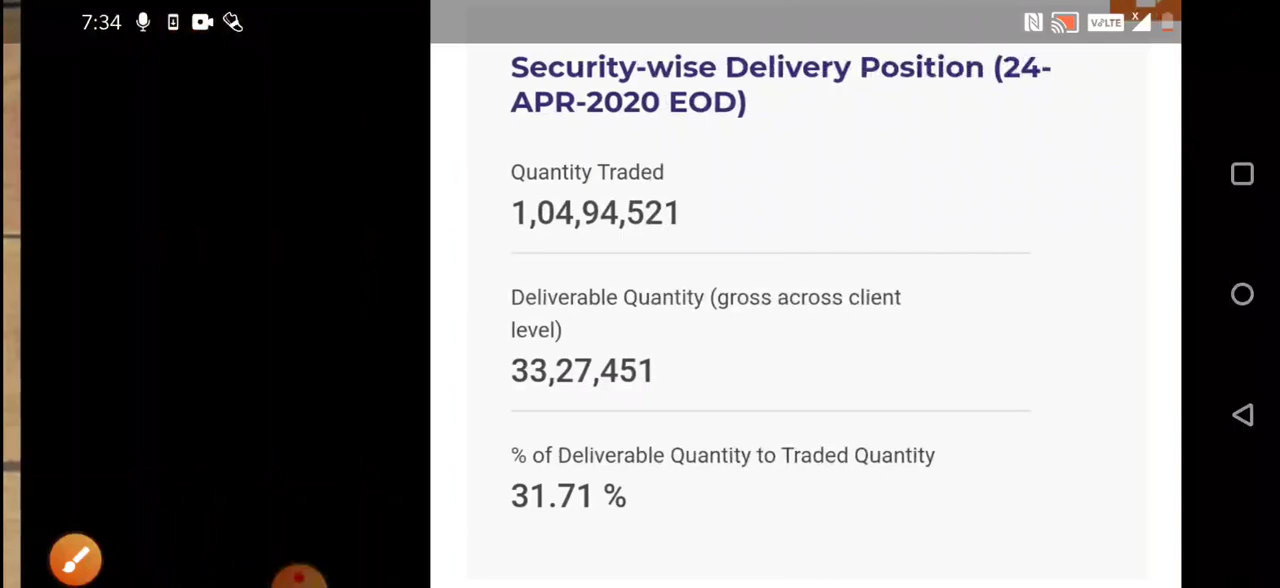 7:34
VoLTE
x
Security-wise Delivery Position (24-
APR-2020 EOD)
Quantity Traded
1,04,94,521
Deliverable Quantity (gross across client
level)
33,27,451
% of Deliverable Quantity to Traded Quantity
31.71 %